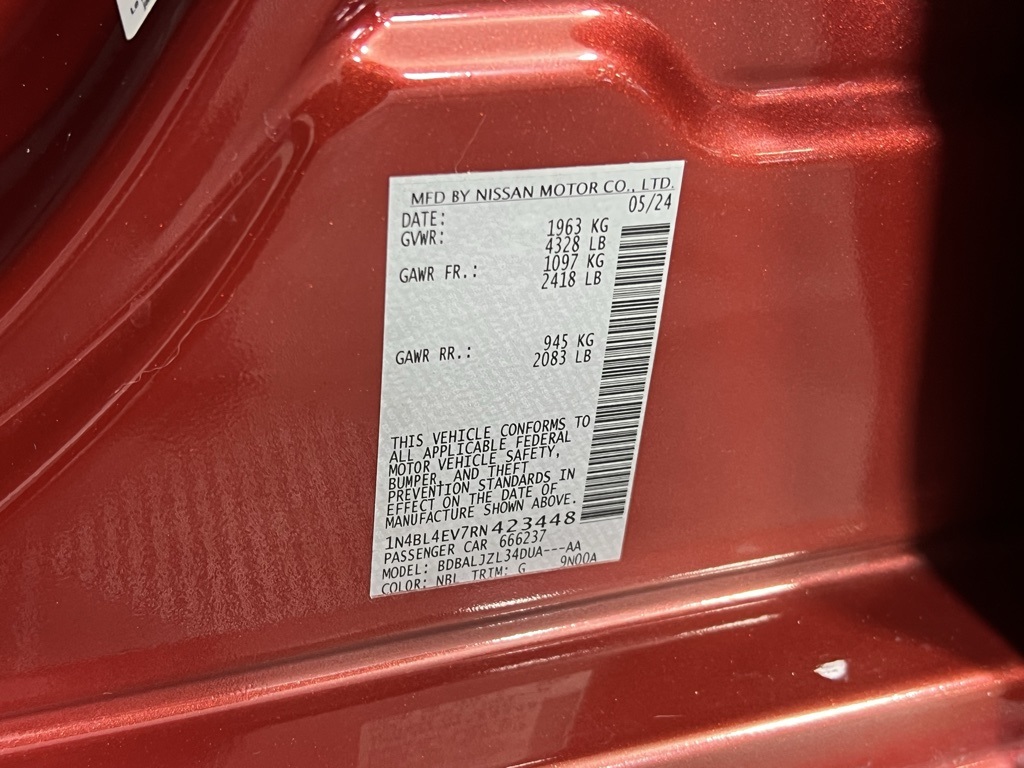 MFD BY NISSAN MOTOR CO., LTD.
DATE: 05/24
GVWR: 1963 KG
4328 LB
GAWR FR.: 1097 KG
2418 LB
GAWR RR.: 945 KG
2083 LB
THIS VEHICLE CONFORMS TO
ALL APPLICABLE FEDERAL
MOTOR VEHICLE SAFETY,
BUMPER, AND THEFT
PREVENTION STANDARDS IN
EFFECT ON THE DATE OF
MANUFACTURE SHOWN ABOVE.
1N4BL4EV7RN423448
PASSENGER CAR 666237
MODEL: BDBALJZL34DUA---AA
COLOR: NBL TRIM: G 9N00A